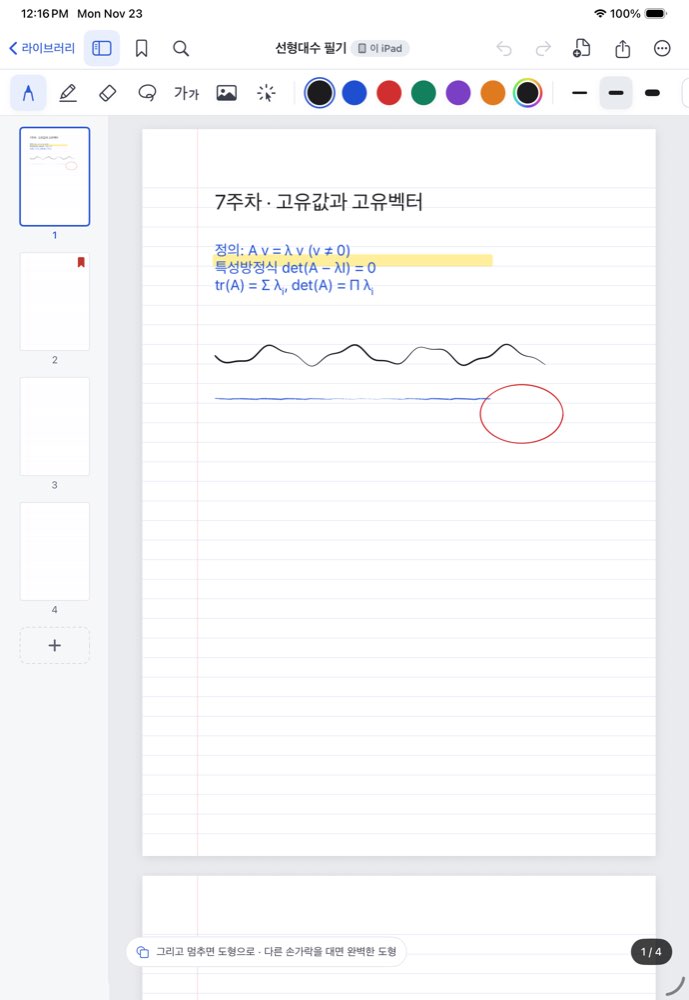 12:16 PM Mon Nov 23
100%
라이브러리
선형대수 필기
이 iPad
가가
1
2
3
4
7주차 · 고유값과 고유벡터
정의: A v = λ v (v ≠ 0)
특성방정식 det(A − λI) = 0
tr(A) = Σ λᵢ, det(A) = Π λᵢ
그리고 멈추면 도형으로 · 다른 손가락을 대면 완벽한 도형
1 / 4